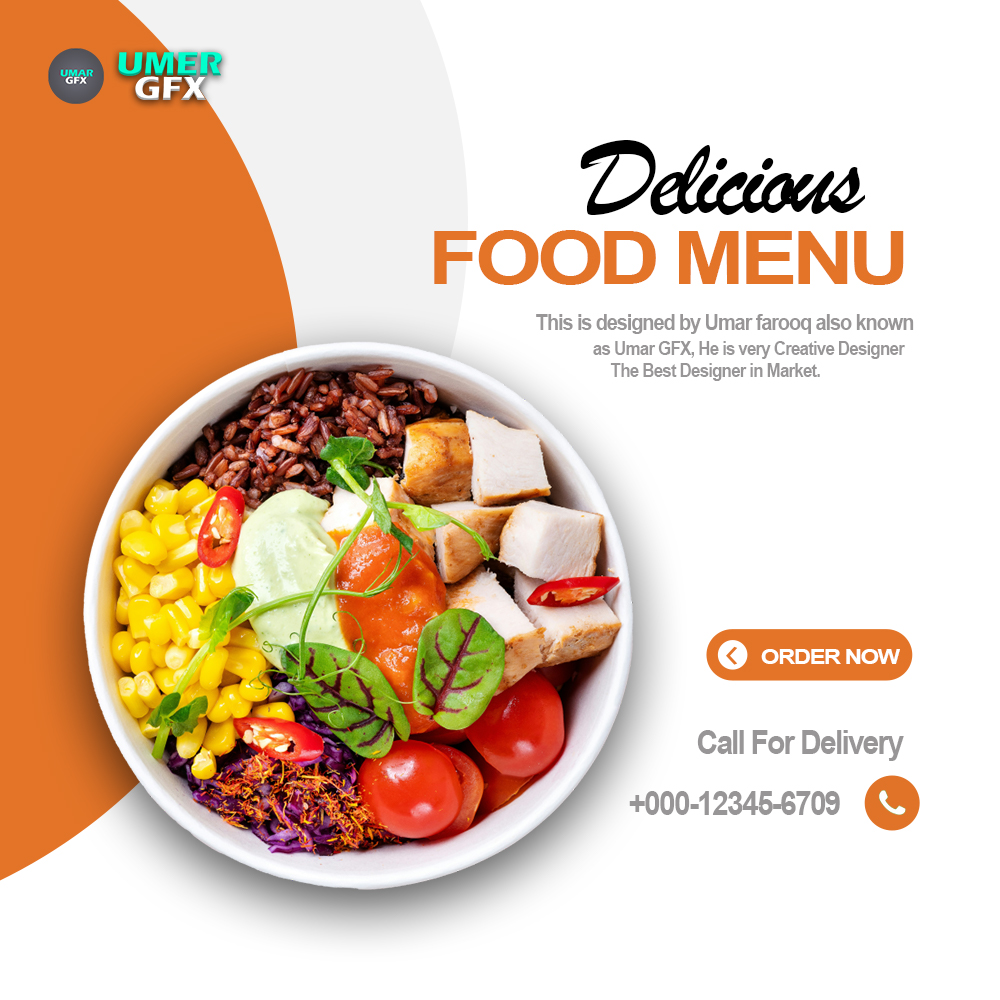 UMAR
GFX
UMER
GFX
Delicious
FOOD MENU
This is designed by Umar farooq also known
as Umar GFX, He is very Creative Designer
The Best Designer in Market.
ORDER NOW
Call For Delivery
+000-12345-6709